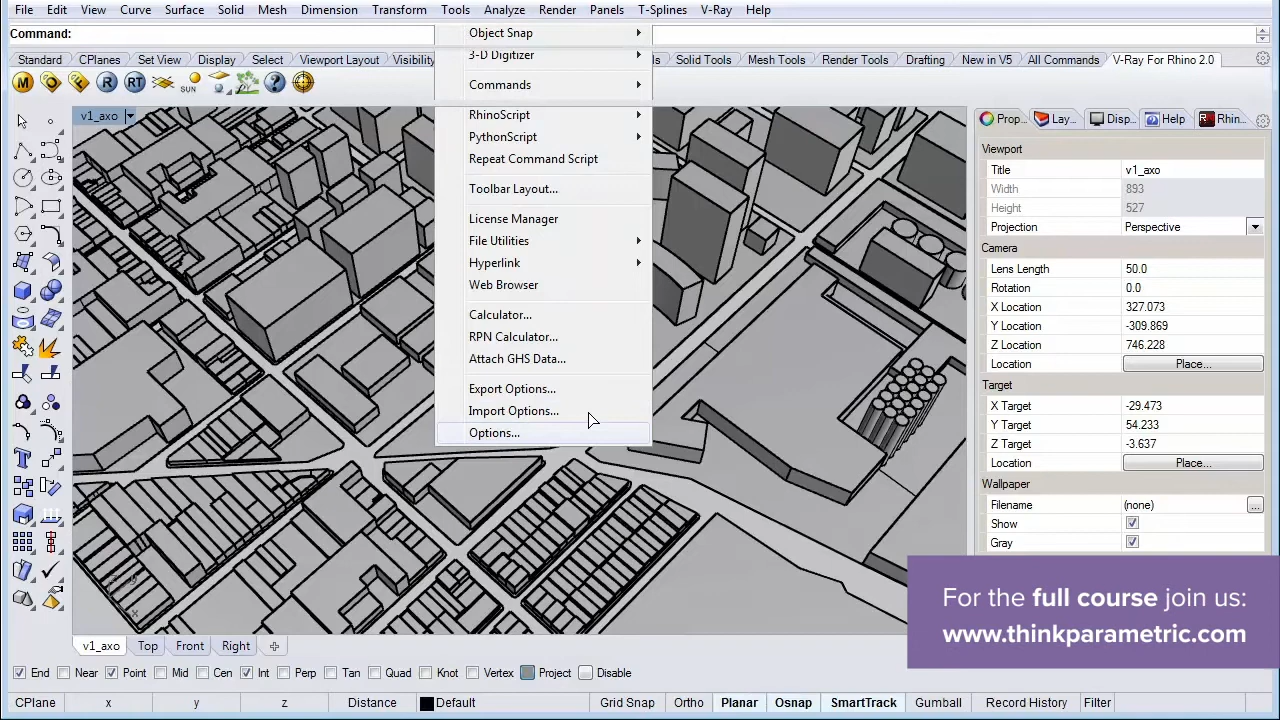 File Edit View Curve Surface Solid Mesh Dimension Transform Tools Analyze Render Panels T-Splines V-Ray Help
Command:
Object Snap
3-D Digitizer
Commands
RhinoScript
PythonScript
Repeat Command Script
Toolbar Layout...
License Manager
File Utilities
Hyperlink
Web Browser
Calculator...
RPN Calculator...
Attach GHS Data...
Export Options...
Import Options...
Options...
Standard CPlanes Set View Display Select Viewport Layout Visibility
Solid Tools Mesh Tools Render Tools Drafting New in V5 All Commands V-Ray For Rhino 2.0
M O F R RT SUN ?
v1_axo
Prop... Lay... Disp... Help Rhin...
Viewport
Title v1_axo
Width 893
Height 527
Projection Perspective
Camera
Lens Length 50.0
Rotation 0.0
X Location 327.073
Y Location -309.869
Z Location 746.228
Location Place...
Target
X Target -29.473
Y Target 54.233
Z Target -3.637
Location Place...
Wallpaper
Filename (none) ...
Show
Gray
For the full course join us:
www.thinkparametric.com
v1_axo Top Front Right
End Near Point Mid Cen Int Perp Tan Quad Knot Vertex Project Disable
CPlane x y z Distance Default Grid Snap Ortho Planar Osnap SmartTrack Gumball Record History Filter